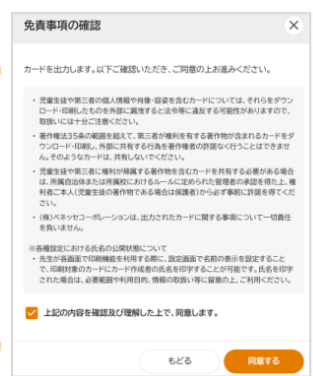 免責事項の確認
カードを出力します。以下ご確認いただき、ご同意の上お進みください。
・児童生徒や第三者の個人情報や肖像・容姿を含むカードについては、それらをダウン
ロード・印刷したものを外部に漏洩すると法令等に違反する可能性がありますので、
取扱いには十分ご注意ください。
・著作権法35条の範囲を超えて、第三者が権利を有する著作物が含まれるカードをダ
ウンロード・印刷し、外部に共有する行為を著作権者の許諾なく行うことはできませ
ん。そのようなカードは、共有しないでください。
・児童生徒や第三者に権利が帰属する著作物を含むカードを共有する必要がある場合
は、所属自治体または所属校におけるルールに定められた管理者の承認を得た上、権
利者ご本人(児童生徒の著作物である場合は保護者)から必ず事前に許諾を得てくだ
さい。
・(株)ベネッセコーポレーションは、出力されたカードに関する事項について一切責任
を負いません。
※各種設定における氏名の公開状態について
・先生が各画面で印刷機能を利用する際に、設定画面で名前の表示を設定すること
で、印刷対象のカードにカード作成者の氏名を印字することが可能です。氏名を印字
された場合は、必要範囲や利用目的、情報の取扱い等に留意の上、ご利用ください。
上記の内容を確認及び理解した上で、同意します。
もどる
同意する